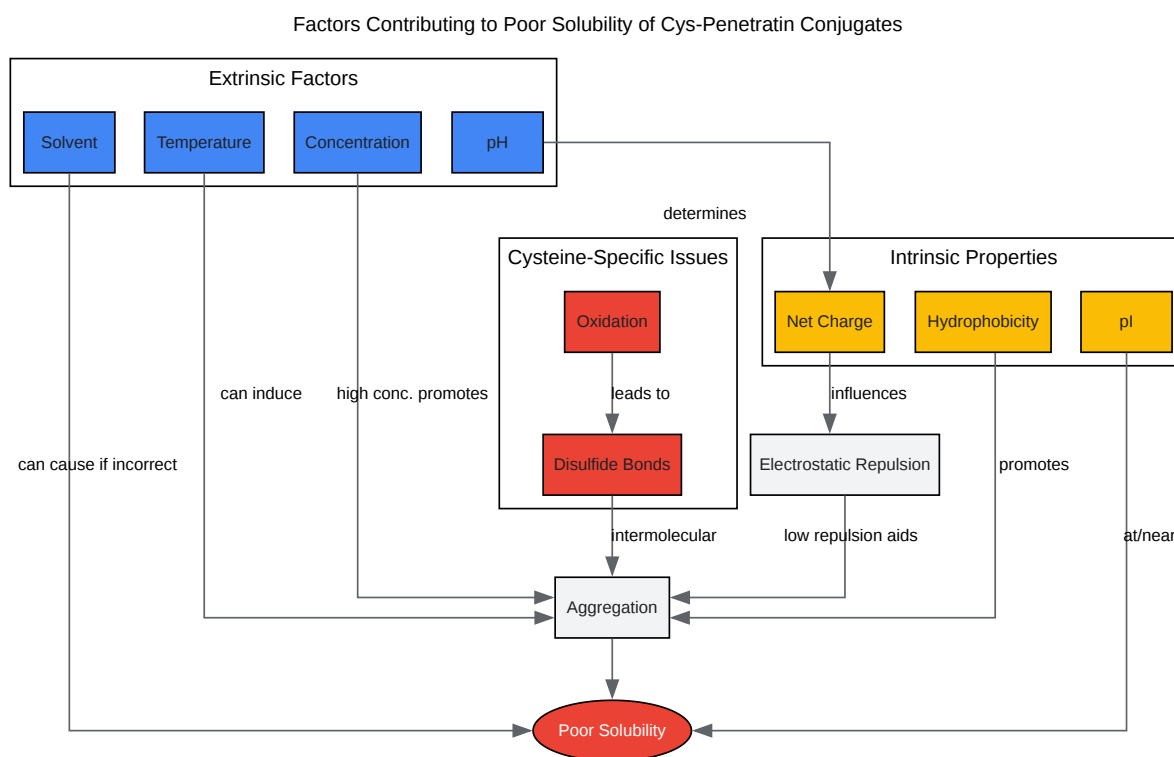 Factors Contributing to Poor Solubility of Cys-Penetratin Conjugates
Extrinsic Factors
Solvent
Temperature
Concentration
pH
determines
Cysteine-Specific Issues
Intrinsic Properties
Oxidation
Net Charge
Hydrophobicity
pI
can induce
high conc. promotes
leads to
influences
can cause if incorrect
Disulfide Bonds
Electrostatic Repulsion
promotes
intermolecular
low repulsion aids
at/near
Aggregation
Poor Solubility